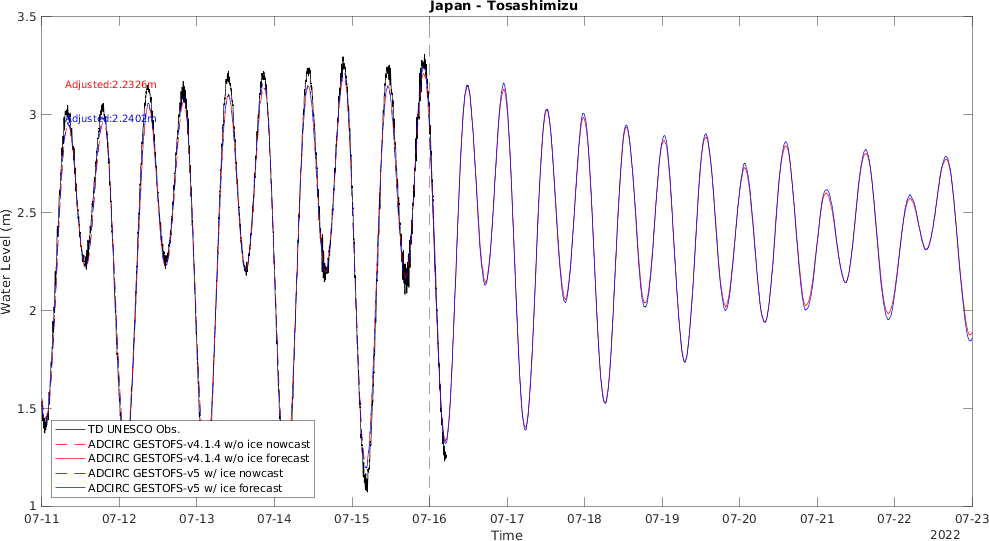 Japan - Tosashimizu
3.5
3
2.5
2
1.5
1
Water Level (m)
Adjusted:2.2326m
Adjusted:2.2402m
TD UNESCO Obs.
ADCIRC GESTOFS-v4.1.4 w/o ice nowcast
ADCIRC GESTOFS-v4.1.4 w/o ice forecast
ADCIRC GESTOFS-v5 w/ ice nowcast
ADCIRC GESTOFS-v5 w/ ice forecast
07-11 07-12 07-13 07-14 07-15 07-16 07-17 07-18 07-19 07-20 07-21 07-22 07-23
Time
2022